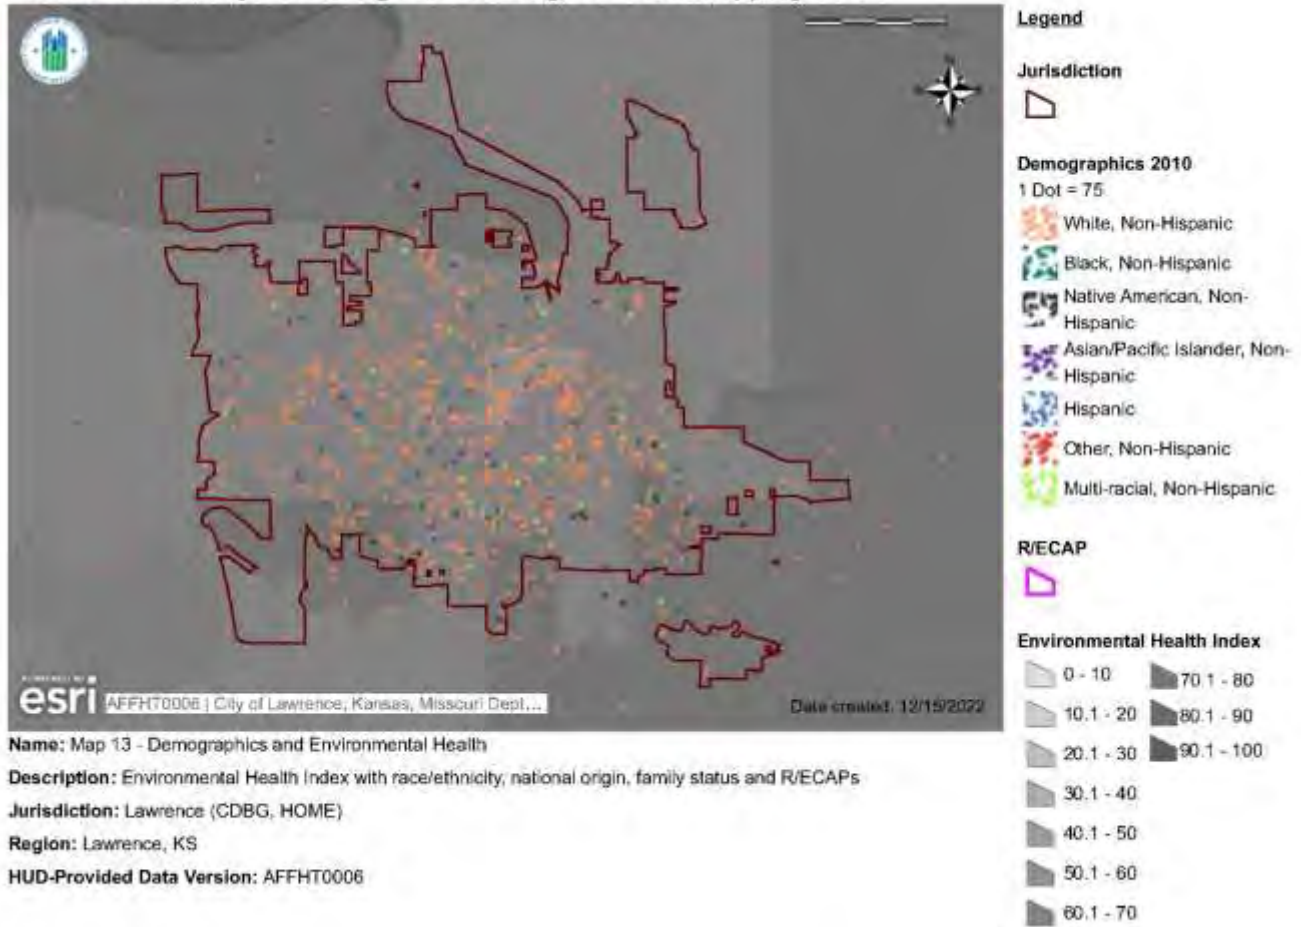 Legend
Jurisdiction
Demographics 2010
1 Dot = 75
White, Non-Hispanic
Black, Non-Hispanic
Native American, Non-
Hispanic
Asian/Pacific Islander, Non-
Hispanic
Hispanic
Other, Non-Hispanic
Multi-racial, Non-Hispanic
R/ECAP
Environmental Health Index
0 - 10
10.1 - 20
20.1 - 30
30.1 - 40
40.1 - 50
50.1 - 60
60.1 - 70
70.1 - 80
80.1 - 90
90.1 - 100
esri
AFFHT0006 | City of Lawrence, Kansas, Missouri Dept...
Date created: 12/15/2022
Name: Map 13 - Demographics and Environmental Health
Description: Environmental Health Index with race/ethnicity, national origin, family status and R/ECAPs
Jurisdiction: Lawrence (CDBG, HOME)
Region: Lawrence, KS
HUD-Provided Data Version: AFFHT0006